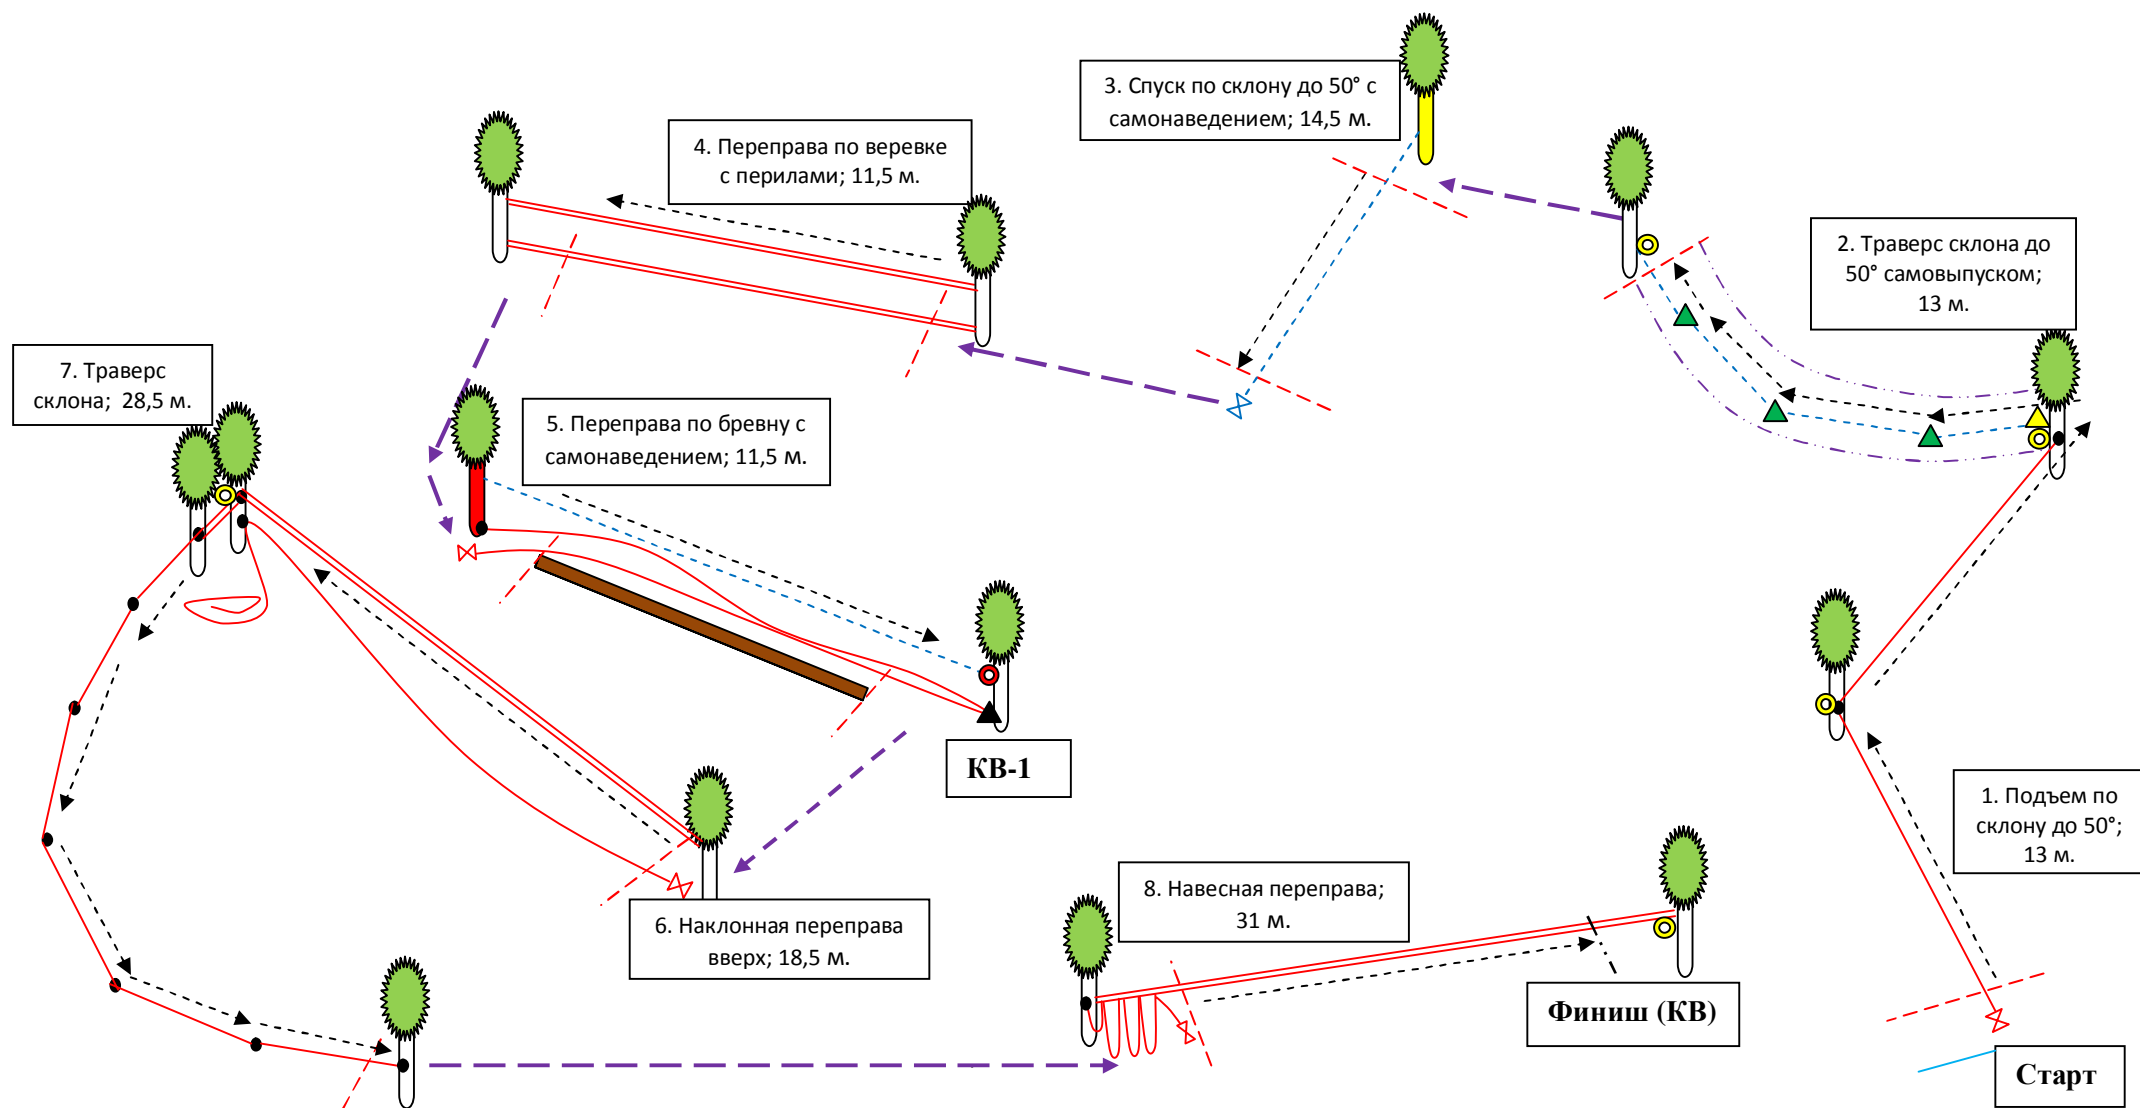 3. Спуск по склону до 50° с
самонаведением; 14,5 м.
4. Переправа по веревке
с перилами; 11,5 м.
2. Траверс склона до
50° самовыпуском;
13 м.
7. Траверс
склона; 28,5 м.
5. Переправа по бревну с
самонаведением; 11,5 м.
КВ-1
1. Подъем по
склону до 50°;
13 м.
8. Навесная переправа;
31 м.
6. Наклонная переправа
вверх; 18,5 м.
Финиш (КВ)
Старт